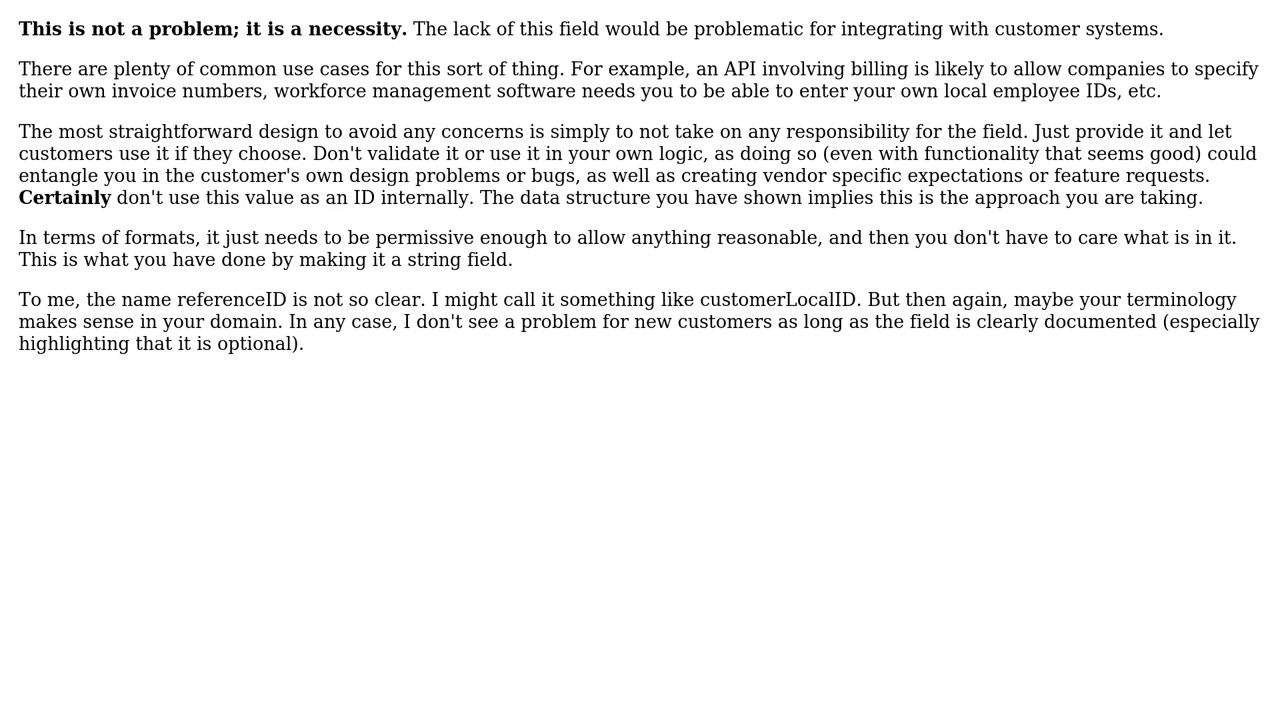 This is not a problem; it is a necessity. The lack of this field would be problematic for integrating with customer systems.
There are plenty of common use cases for this sort of thing. For example, an API involving billing is likely to allow companies to specify
their own invoice numbers, workforce management software needs you to be able to enter your own local employee IDs, etc.
The most straightforward design to avoid any concerns is simply to not take on any responsibility for the field. Just provide it and let
customers use it if they choose. Don't validate it or use it in your own logic, as doing so (even with functionality that seems good) could
entangle you in the customer's own design problems or bugs, as well as creating vendor specific expectations or feature requests.
Certainly don't use this value as an ID internally. The data structure you have shown implies this is the approach you are taking.
In terms of formats, it just needs to be permissive enough to allow anything reasonable, and then you don't have to care what is in it.
This is what you have done by making it a string field.
To me, the name referenceID is not so clear. I might call it something like customerLocalID. But then again, maybe your terminology
makes sense in your domain. In any case, I don't see a problem for new customers as long as the field is clearly documented (especially
highlighting that it is optional).